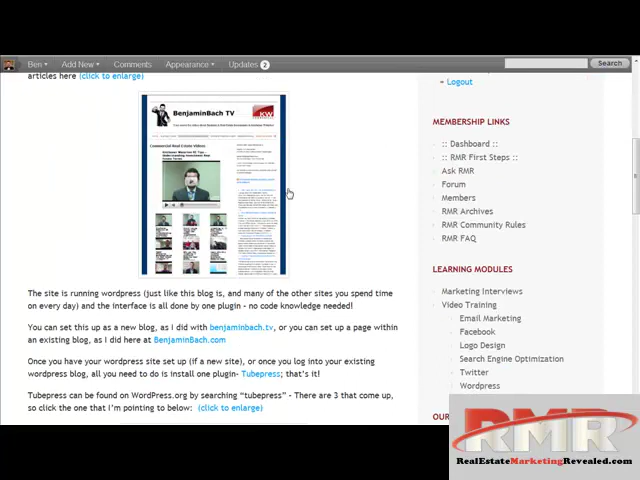 Ben
Add New
Comments
Appearance
Updates 2
Search
articles here (click to enlarge)
BenjaminBach TV
KW
Commercial Real Estate Videos
The site is running wordpress (just like this blog is, and many of the other sites you spend time
on every day) and the interface is all done by one plugin - no code knowledge needed!
You can set this up as a new blog, as I did with benjaminbach.tv, or you can set up a page within
an existing blog, as I did here at BenjaminBach.com
Once you have your wordpress site set up (if a new site), or once you log into your existing
wordpress blog, all you need to do is install one plugin- Tubepress; that's it!
Tubepress can be found on WordPress.org by searching "tubepress" - There are 3 that come up,
so click the one that I'm pointing to below: (click to enlarge)
Logout
MEMBERSHIP LINKS
:: Dashboard ::
:: RMR First Steps ::
Ask RMR
Forum
Members
RMR Archives
RMR Community Rules
RMR FAQ
LEARNING MODULES
Marketing Interviews
Video Training
Email Marketing
Facebook
Logo Design
Search Engine Optimization
Twitter
Wordpress
OUR
RMR
RealEstateMarketingRevealed.com